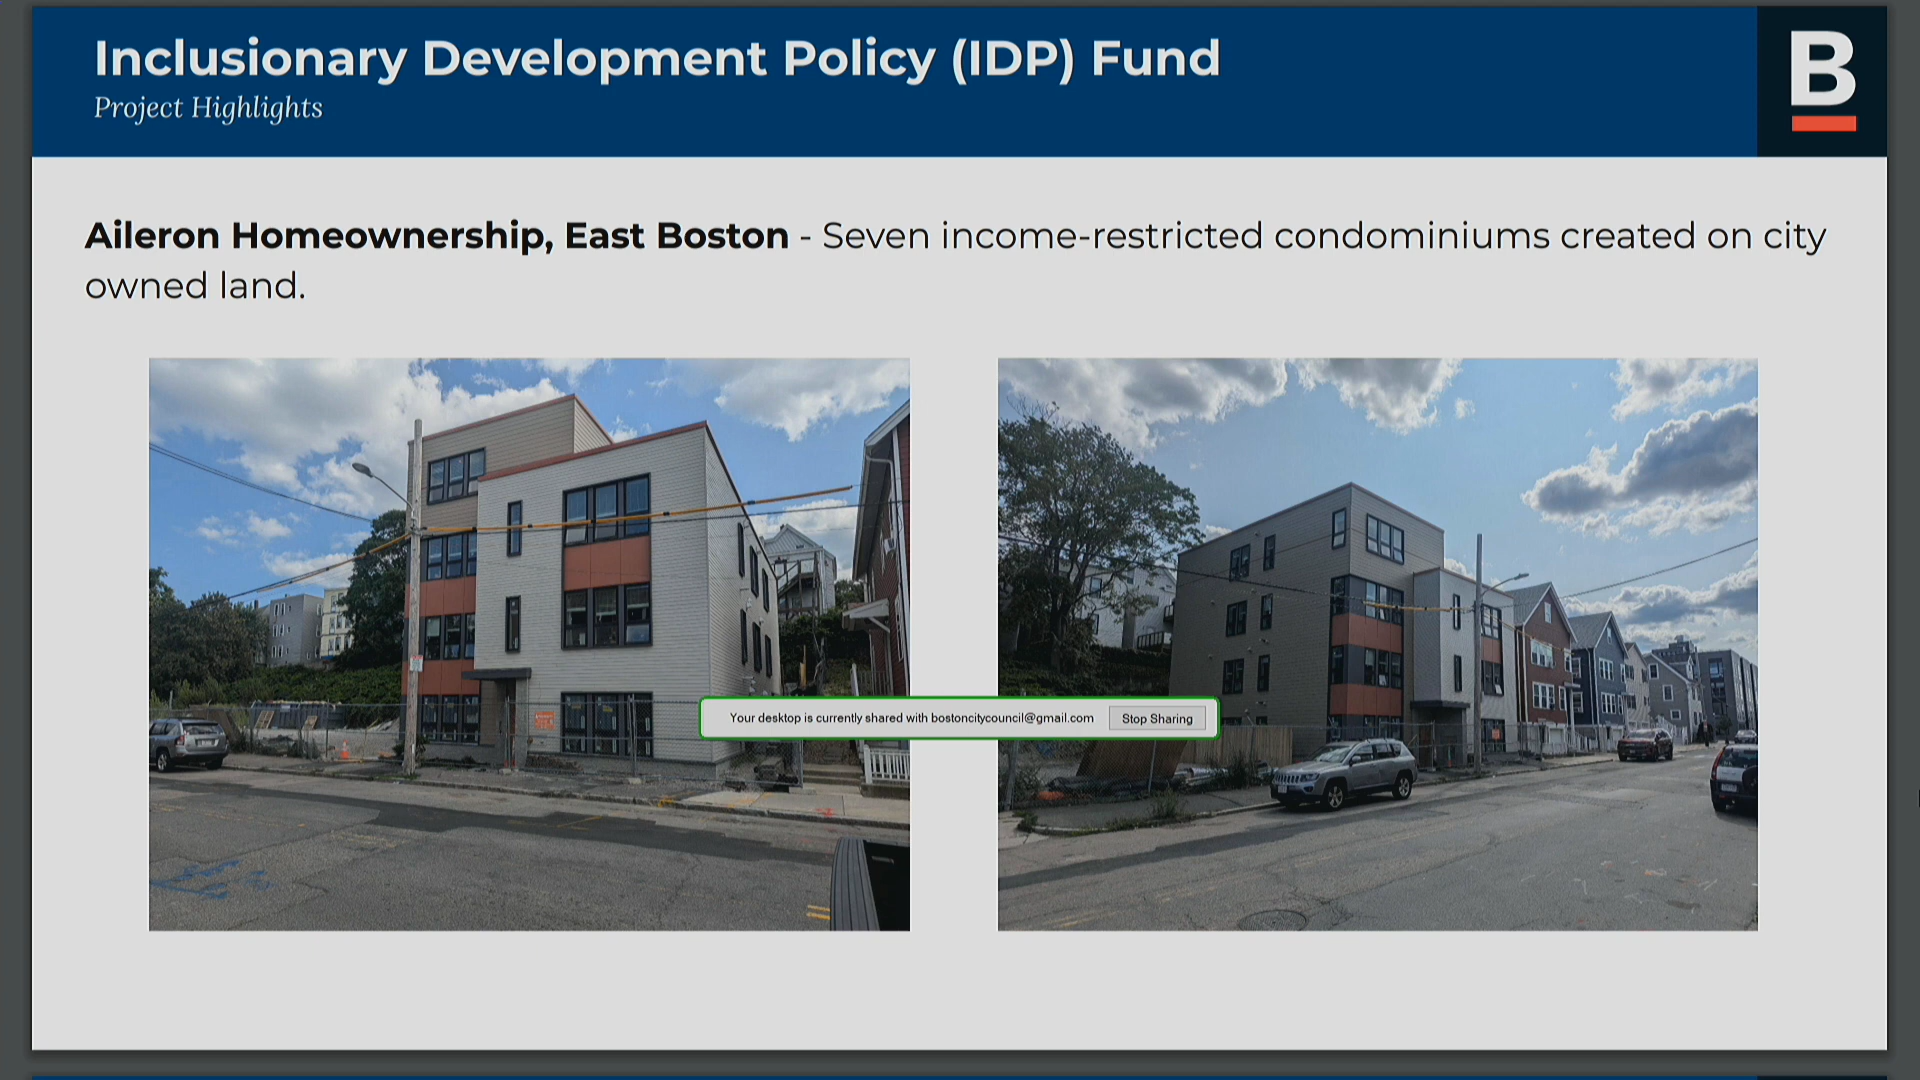 Inclusionary Development Policy (IDP) Fund
Project Highlights
B
Aileron Homeownership, East Boston - Seven income-restricted condominiums created on city
owned land.
Your desktop is currently shared with bostoncitycouncil@gmail.com
Stop Sharing